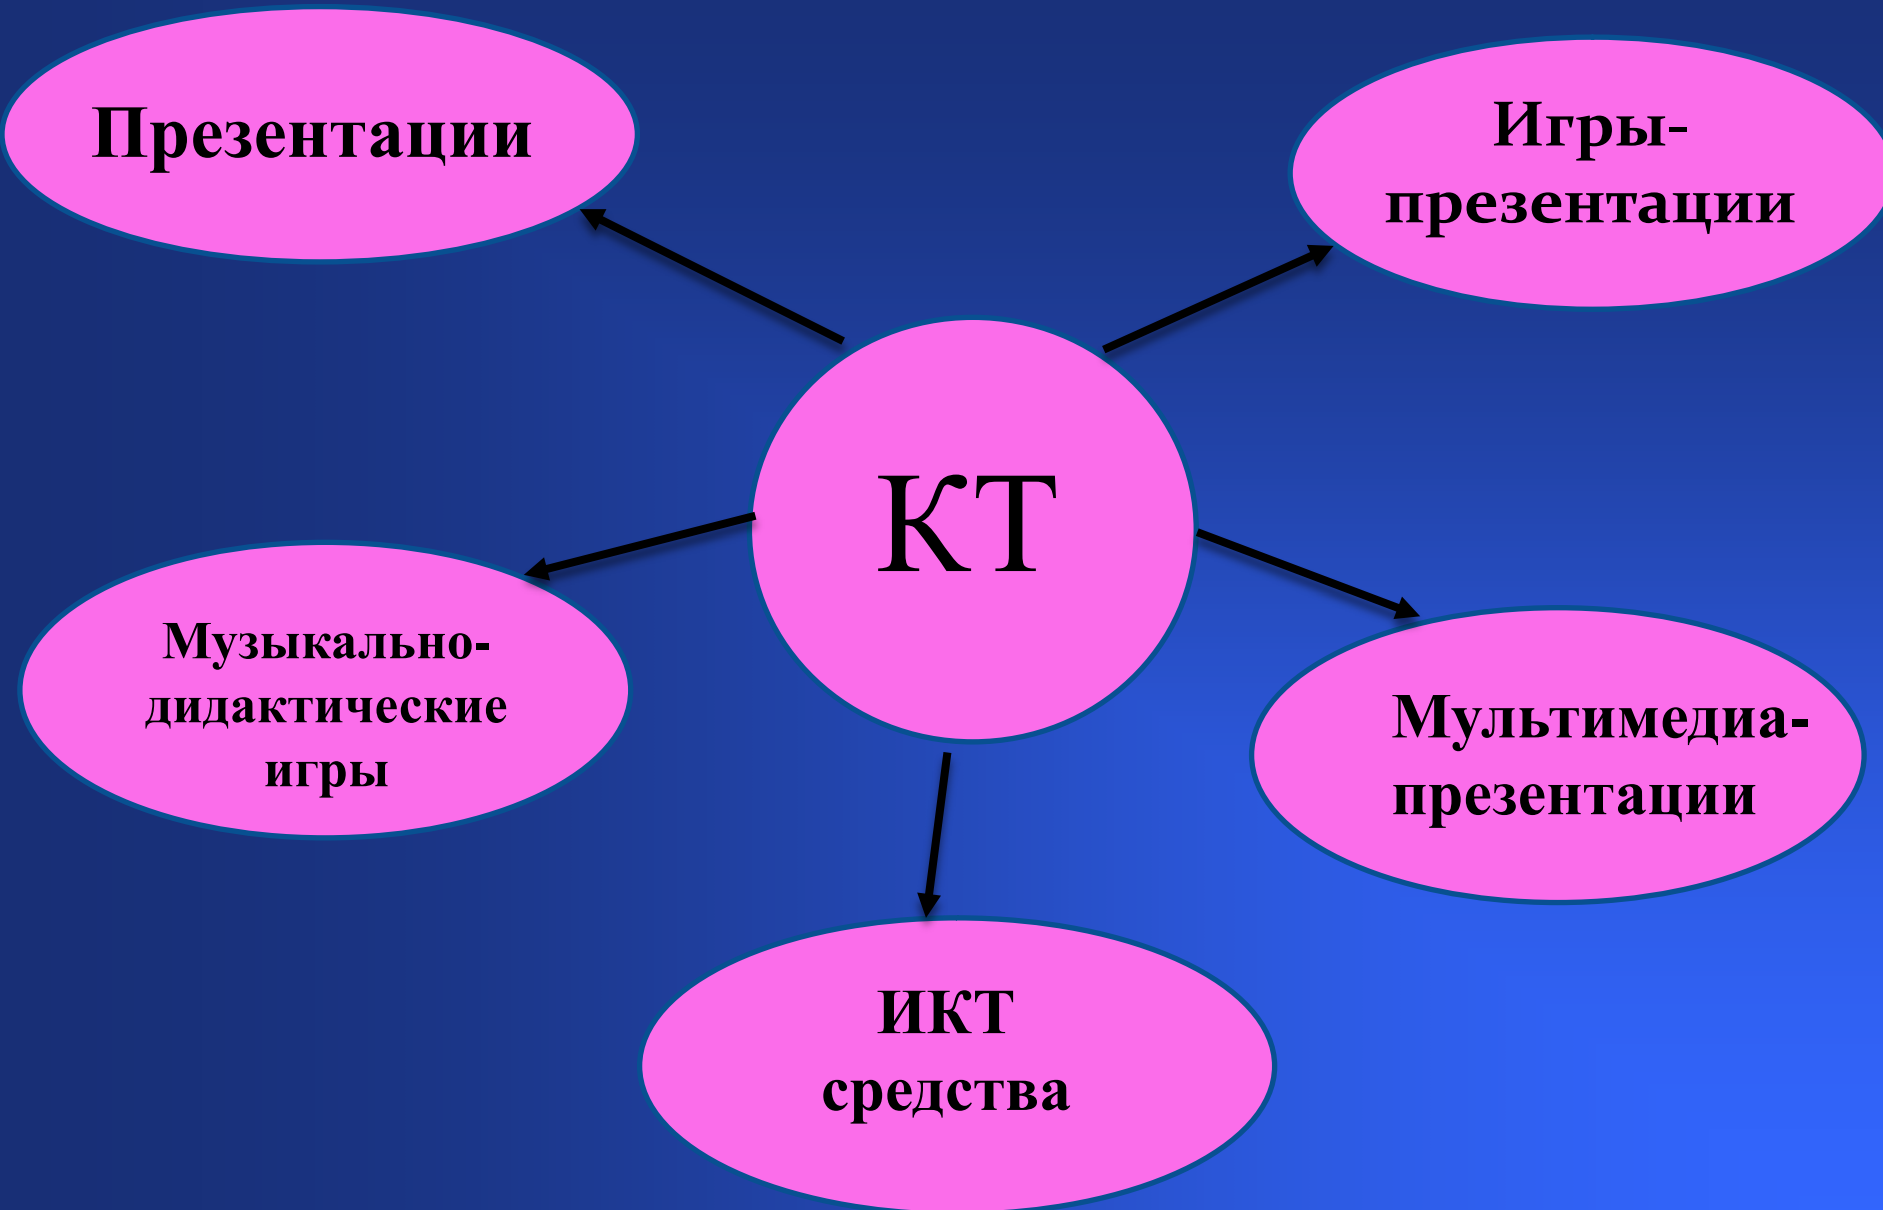 Презентации
Игры-
презентации
КТ
Музыкально-
дидактические
игры
Мультимедиа-
презентации
ИКТ
средства